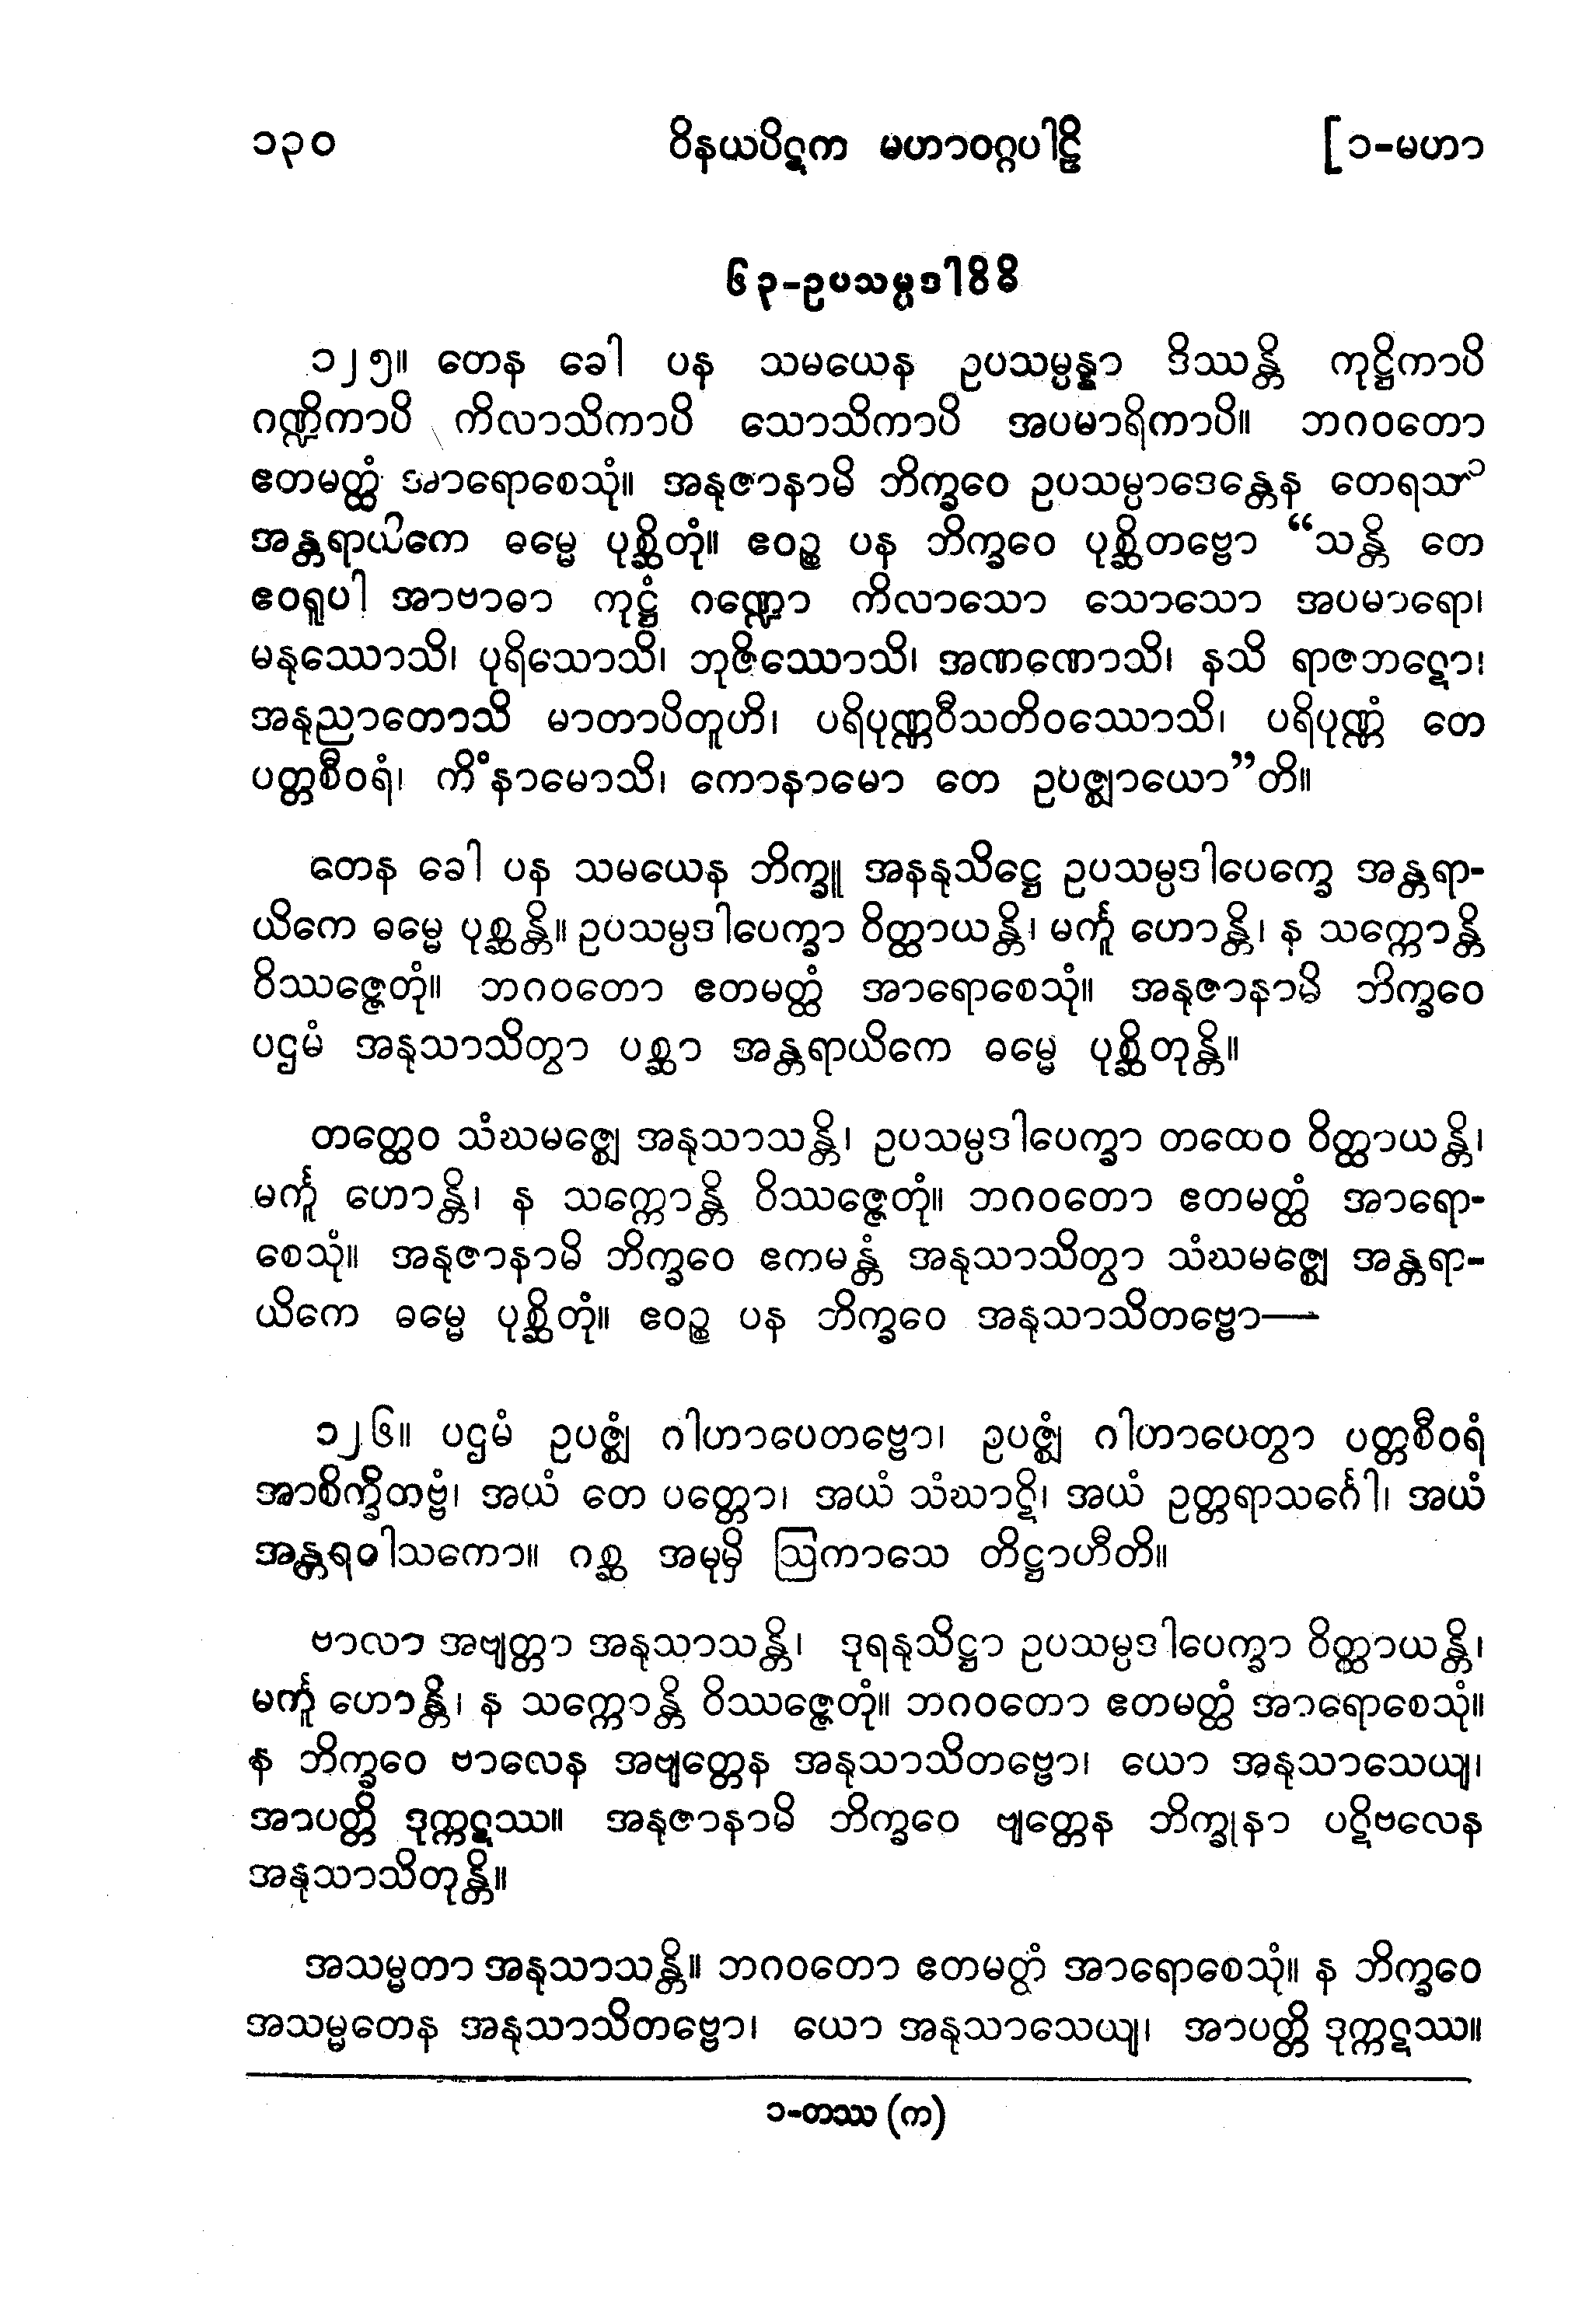 ၁၃၀ ဝိနယပိဋက မဟာဝဂ္ဂပါဠိ [၁-မဟာ
၆၃-ဥပသမ္ပဒါဝိဓိ
၁၂၅။ တေန ခေါ ပန သမယေန ဥပသမ္ပန္နာ ဒိဿန္တိ ကုဋ္ဌိကာပိ
ဂဏ္ဍိကာပိ ကိလာသိကာပိ သောသိကာပိ အပမာရိကာပိ။ ဘဂဝတော
ဧတမတ္ထံ အာရောစေသုံ။ အနုဇာနာမိ ဘိက္ခဝေ ဥပသမ္ပာဒေန္တေန တေရသ၁
အန္တရာယိကေ ဓမ္မေ ပုစ္ဆိတုံ။ ဧဝဉ္စ ပန ဘိက္ခဝေ ပုစ္ဆိတဗ္ဗော “သန္တိ တေ
ဧဝရူပါ အာဗာဓာ ကုဋ္ဌံ ဂဏ္ဍော ကိလာသော သောသော အပမာရော၊
မနုဿောသိ၊ ပုရိသောသိ၊ ဘုဇိဿောသိ၊ အဏဏောသိ၊ နသိ ရာဇဘဋော၊
အနုညာတောသိ မာတာပိတူဟိ၊ ပရိပုဏ္ဏဝီသတိဝဿောသိ၊ ပရိပုဏ္ဏံ တေ
ပတ္တစီဝရံ၊ ကိံနာမောသိ၊ ကောနာမော တေ ဥပဇ္ဈာယော”တိ။
တေန ခေါ ပန သမယေန ဘိက္ခူ အနနုသိဋ္ဌေ ဥပသမ္ပဒါပေက္ခေ အန္တရာ-
ယိကေ ဓမ္မေ ပုစ္ဆန္တိ။ ဥပသမ္ပဒါပေက္ခာ ဝိတ္ထာယန္တိ၊ မင်္ကူ ဟောန္တိ၊ န သက္ကောန္တိ
ဝိဿဇ္ဇေတုံ။ ဘဂဝတော ဧတမတ္ထံ အာရောစေသုံ။ အနုဇာနာမိ ဘိက္ခဝေ
ပဌမံ အနုသာသိတွာ ပစ္ဆာ အန္တရာယိကေ ဓမ္မေ ပုစ္ဆိတုန္တိ။
တတ္ထေဝ သံဃမဇ္ဈေ အနုသာသန္တိ၊ ဥပသမ္ပဒါပေက္ခာ တထေဝ ဝိတ္ထာယန္တိ၊
မင်္ကူ ဟောန္တိ၊ န သက္ကောန္တိ ဝိဿဇ္ဇေတုံ။ ဘဂဝတော ဧတမတ္ထံ အာရော-
စေသုံ။ အနုဇာနာမိ ဘိက္ခဝေ ဧကမန္တံ အနုသာသိတွာ သံဃမဇ္ဈေ အန္တရာ-
ယိကေ ဓမ္မေ ပုစ္ဆိတုံ။ ဧဝဉ္စ ပန ဘိက္ခဝေ အနုသာသိတဗ္ဗော—
၁၂၆။ ပဌမံ ဥပဇ္ဈံ ဂါဟာပေတဗ္ဗော၊ ဥပဇ္ဈံ ဂါဟာပေတွာ ပတ္တစီဝရံ
အာစိက္ခိတဗ္ဗံ၊ အယံ တေ ပတ္တော၊ အယံ သံဃာဋိ၊ အယံ ဥတ္တရာသင်္ဂေါ၊ အယံ
အန္တရဝါသကော။ ဂစ္ဆ အမုမှိ ဩကာသေ တိဋ္ဌာဟီတိ။
ဗာလာ အဗျတ္တာ အနုသာသန္တိ၊ ဒုရနုသိဋ္ဌာ ဥပသမ္ပဒါပေက္ခာ ဝိတ္ထာယန္တိ၊
မင်္ကူ ဟောန္တိ၊ န သက္ကောန္တိ ဝိဿဇ္ဇေတုံ။ ဘဂဝတော ဧတမတ္ထံ အာရောစေသုံ။
န ဘိက္ခဝေ ဗာလေန အဗျတ္တေန အနုသာသိတဗ္ဗော၊ ယော အနုသာသေယျ၊
အာပတ္တိ ဒုက္ကဋဿ။ အနုဇာနာမိ ဘိက္ခဝေ ဗျတ္တေန ဘိက္ခုနာ ပဋိဗလေန
အနုသာသိတုန္တိ။
အသမ္မတာ အနုသာသန္တိ။ ဘဂဝတော ဧတမတ္ထံ အာရောစေသုံ။ န ဘိက္ခဝေ
အသမ္မတေန အနုသာသိတဗ္ဗော၊ ယော အနုသာသေယျ၊ အာပတ္တိ ဒုက္ကဋဿ။
၁-တဿ (က)